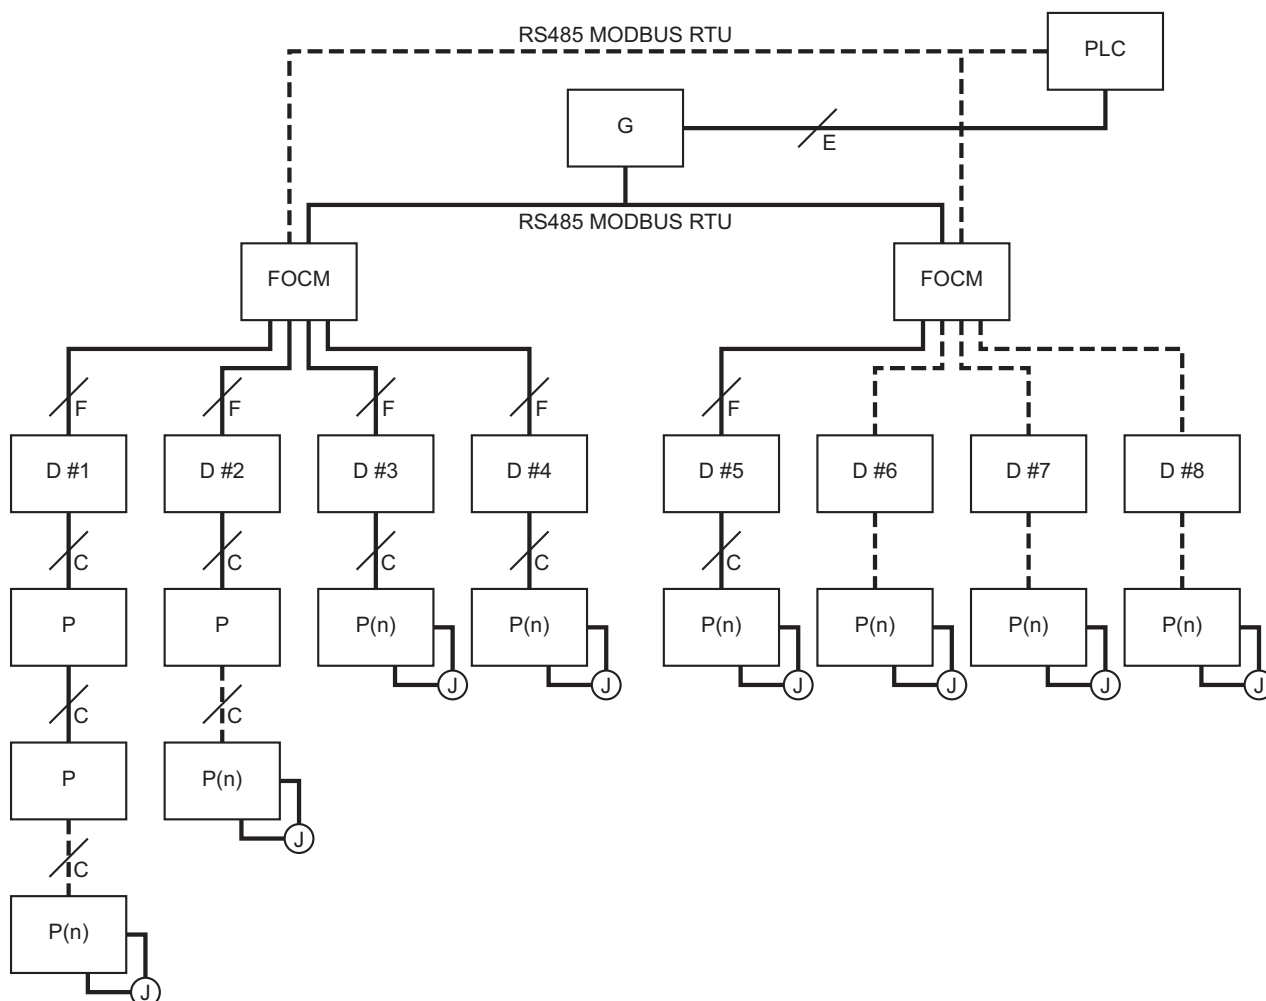 RS485 MODBUS RTU
PLC
G
E
RS485 MODBUS RTU
FOCM
FOCM
F
F
F
F
F
D #1
D #2
D #3
D #4
D #5
D #6
D #7
D #8
C
C
C
C
C
P
P
P(n)
P(n)
P(n)
P(n)
P(n)
P(n)
J
J
J
J
J
J
C
C
P
P(n)
J
C
P(n)
J